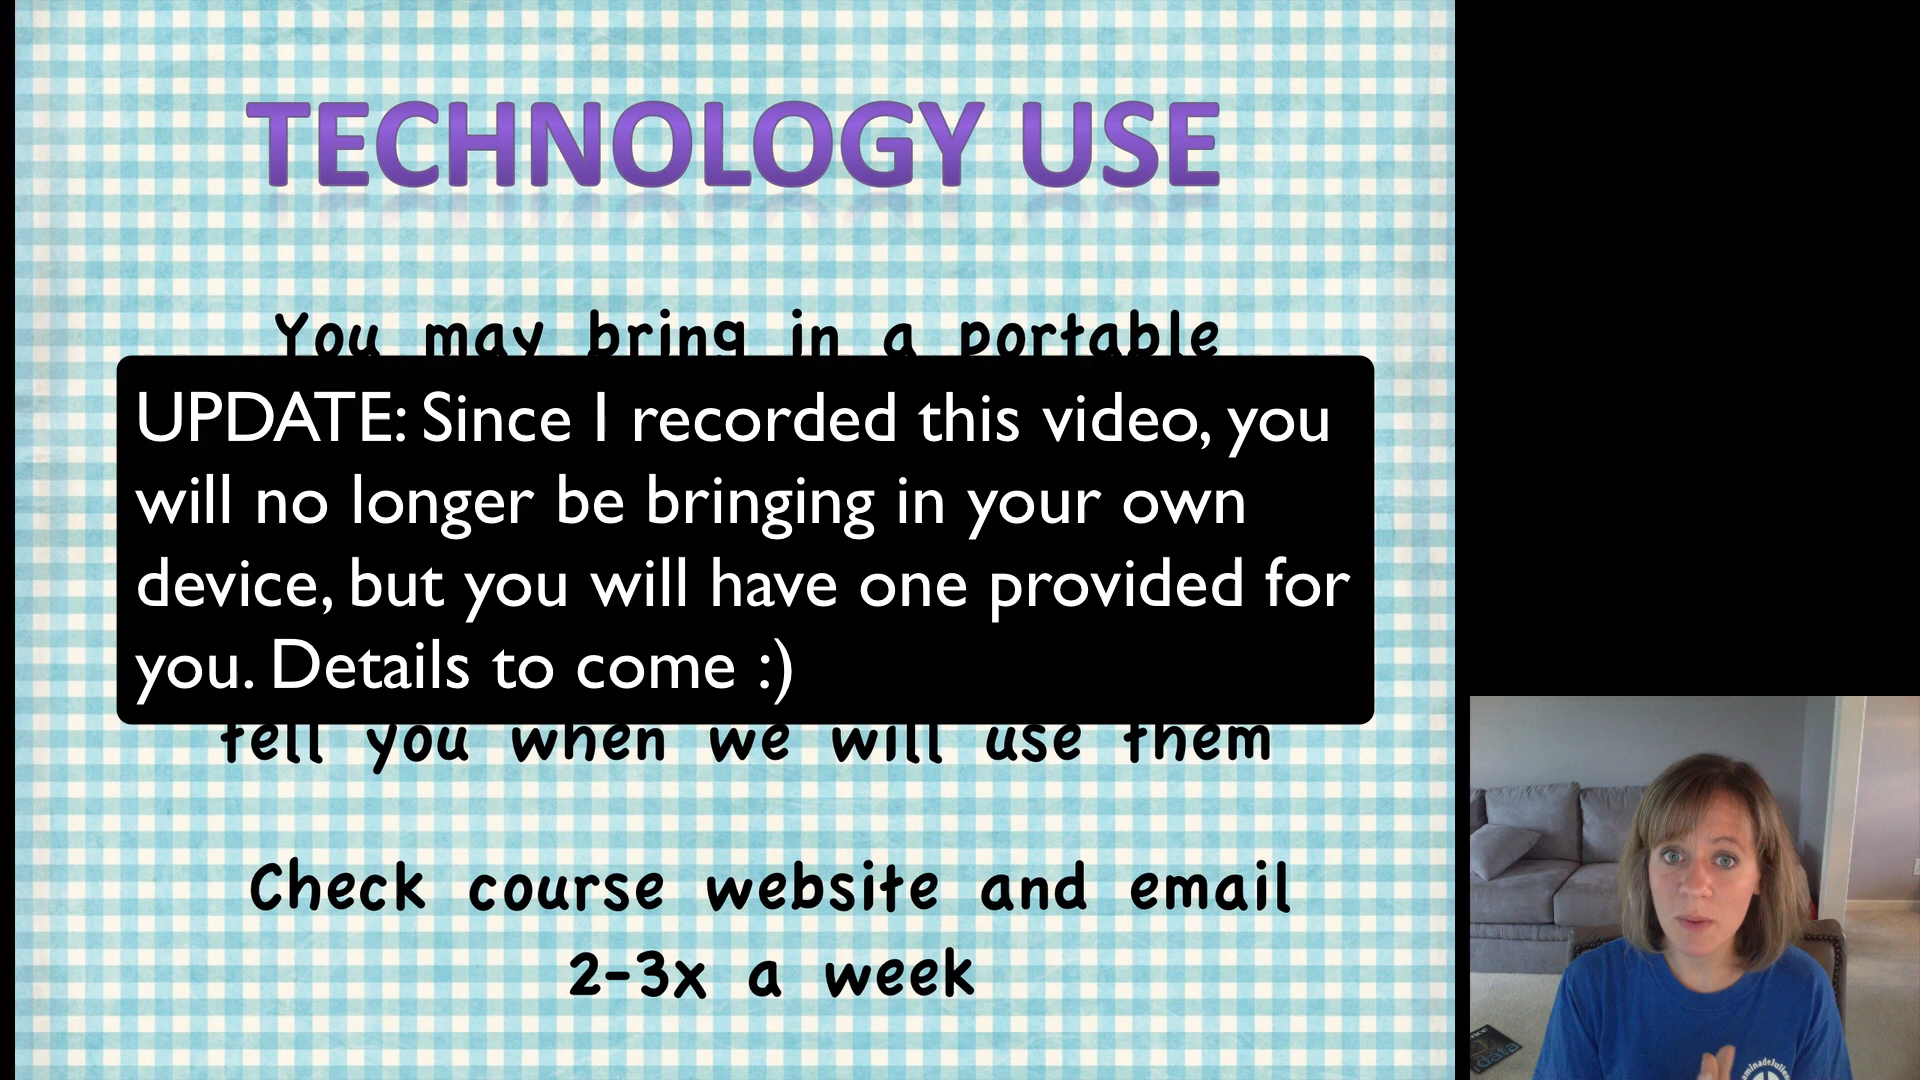 TECHNOLOGY USE
You may bring in a portable
UPDATE: Since I recorded this video, you
will no longer be bringing in your own
device, but you will have one provided for
you. Details to come :)
tell you when we will use them
Check course website and email
2-3x a week
data